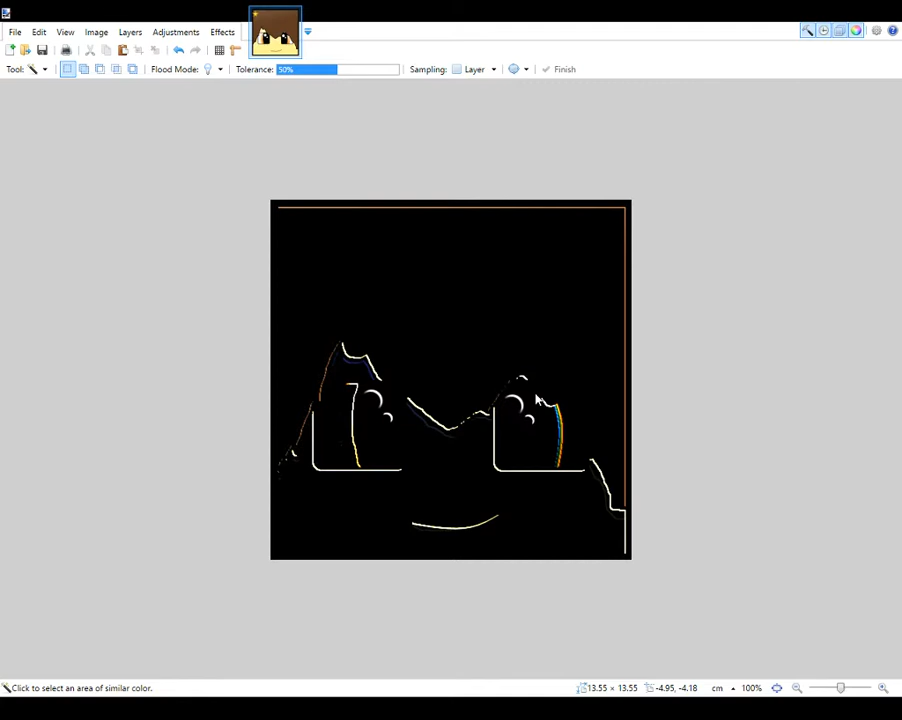 File Edit View Image Layers Adjustments Effects
Tool: Flood Mode: Tolerance: 50% Sampling: Layer Finish
Click to select an area of similar color. 13.55 × 13.55 -4.95, -4.18 cm 100%